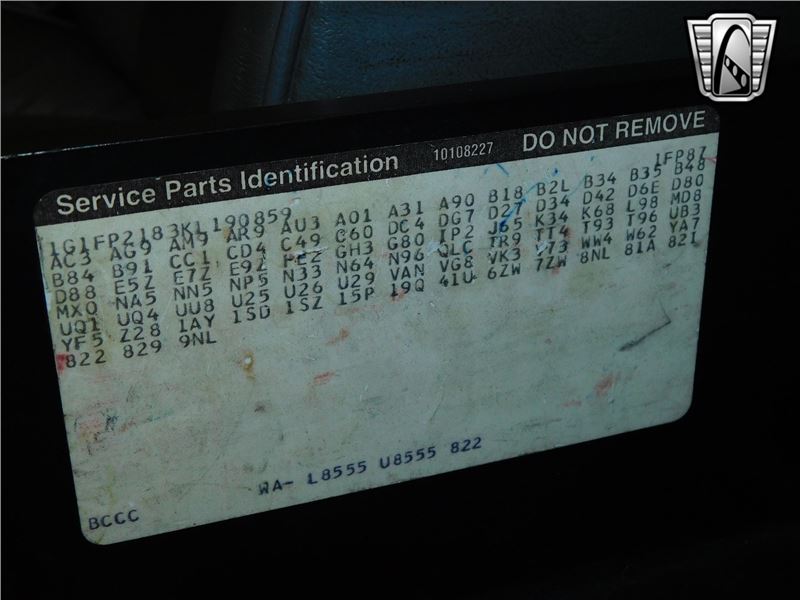 Service Parts Identification 10108227 DO NOT REMOVE
1G1FP2183KL190859 1FP87
AC3 AG9 AM9 AR9 AU3 A01 A31 A90 B18 B2L B34 B35 B48
B84 B91 CC1 CD4 C49 C60 DC4 DG7 D27 D34 D42 D6E D80
D88 E5Z E7Z E9Z FE2 GH3 G80 IP2 J65 K34 K68 L98 MD8
MX0 NA5 NN5 NP5 N33 N64 N96 QLC TR9 TT4 T93 T96 UB3
UQ1 UQ4 UU8 U25 U26 U29 VAN VG8 VK3 V73 WW4 W62 YA7
YF5 Z28 1AY 1SD 1SZ 15P 19Q 41U 6ZW 7ZW 8NL 81A 82I
822 829 9NL
WA- L8555 U8555 822
BCCC